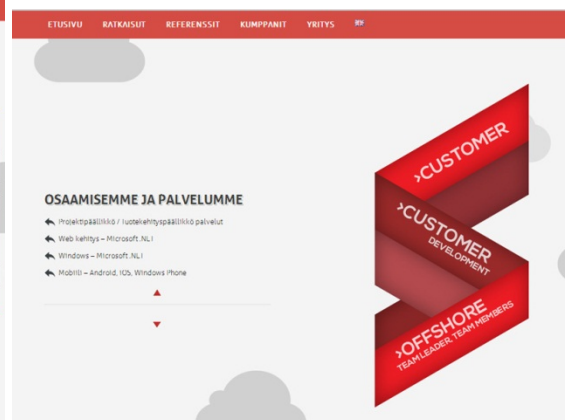 ETUSIVU RATKAISUT REFERENSSIT KUMPPANIT YRITYS
OSAAMISEMME JA PALVELUMME
Projektipäällikkö / Tuotekehityspäällikkö palvelut
Web kehitys – Microsoft .NET
Windows – Microsoft .NET
Mobiili – Android, IOS, Windows Phone
›CUSTOMER
›CUSTOMER
DEVELOPMENT
›OFFSHORE
TEAM LEADER, TEAM MEMBERS